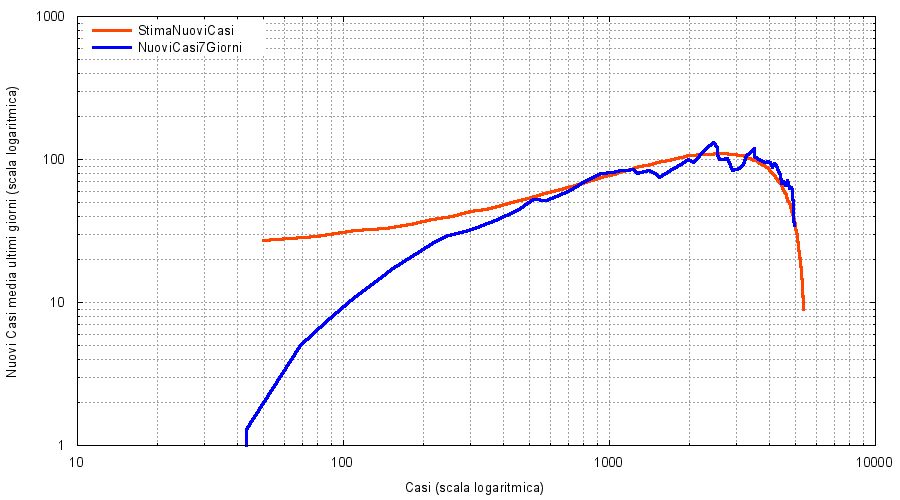 1000
StimaNuoviCasi
NuoviCasi7Giorni
100
10
1
Nuovi Casi media ultimi giorni (scala logaritmica)
10
100
1000
10000
Casi (scala logaritmica)